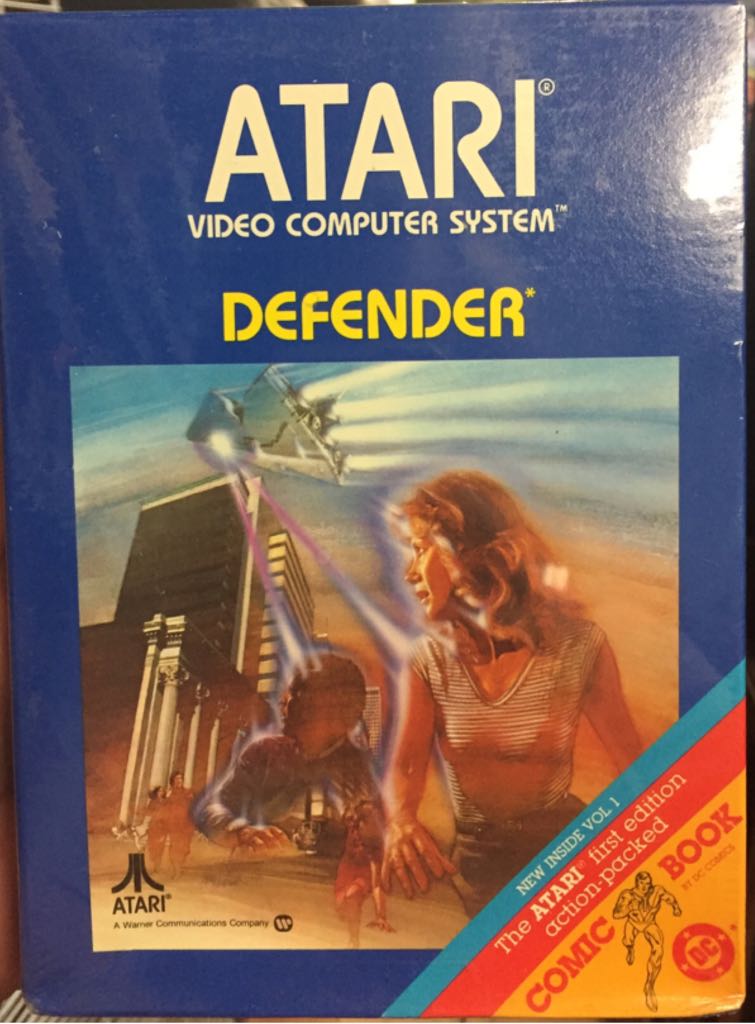 ATARI®
VIDEO COMPUTER SYSTEM™
DEFENDER*
ATARI®
A Warner Communications Company
NEW INSIDE VOL 1
The ATARI® first edition
action-packed
COMIC BOOK
BY DC COMICS
DC